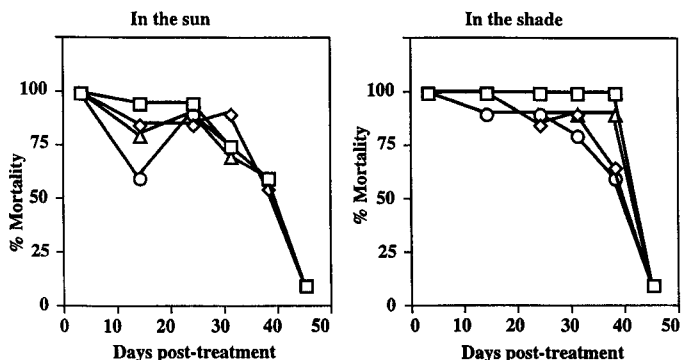 In the sun
In the shade
% Mortality
100
75
50
25
0
0 10 20 30 40 50
Days post-treatment
% Mortality
100
75
50
25
0
0 10 20 30 40 50
Days post-treatment